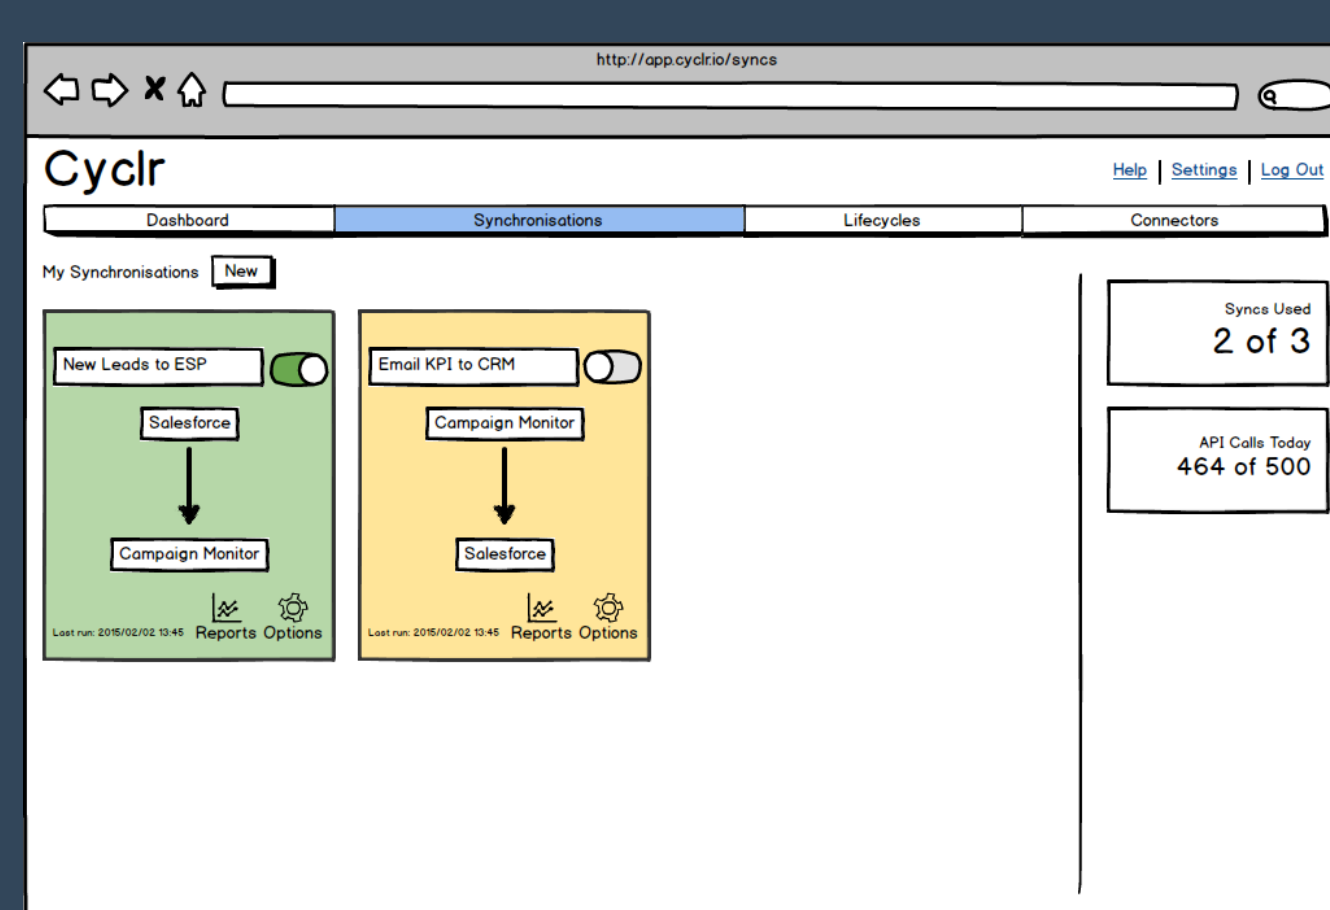 http://app.cyclr.io/syncs
Cyclr
Help | Settings | Log Out
Dashboard
Synchronisations
Lifecycles
Connectors
My Synchronisations
New
New Leads to ESP
Salesforce
Campaign Monitor
Last run: 2015/02/02 13:45
Reports
Options
Email KPI to CRM
Campaign Monitor
Salesforce
Last run: 2015/02/02 13:45
Reports
Options
Syncs Used
2 of 3
API Calls Today
464 of 500